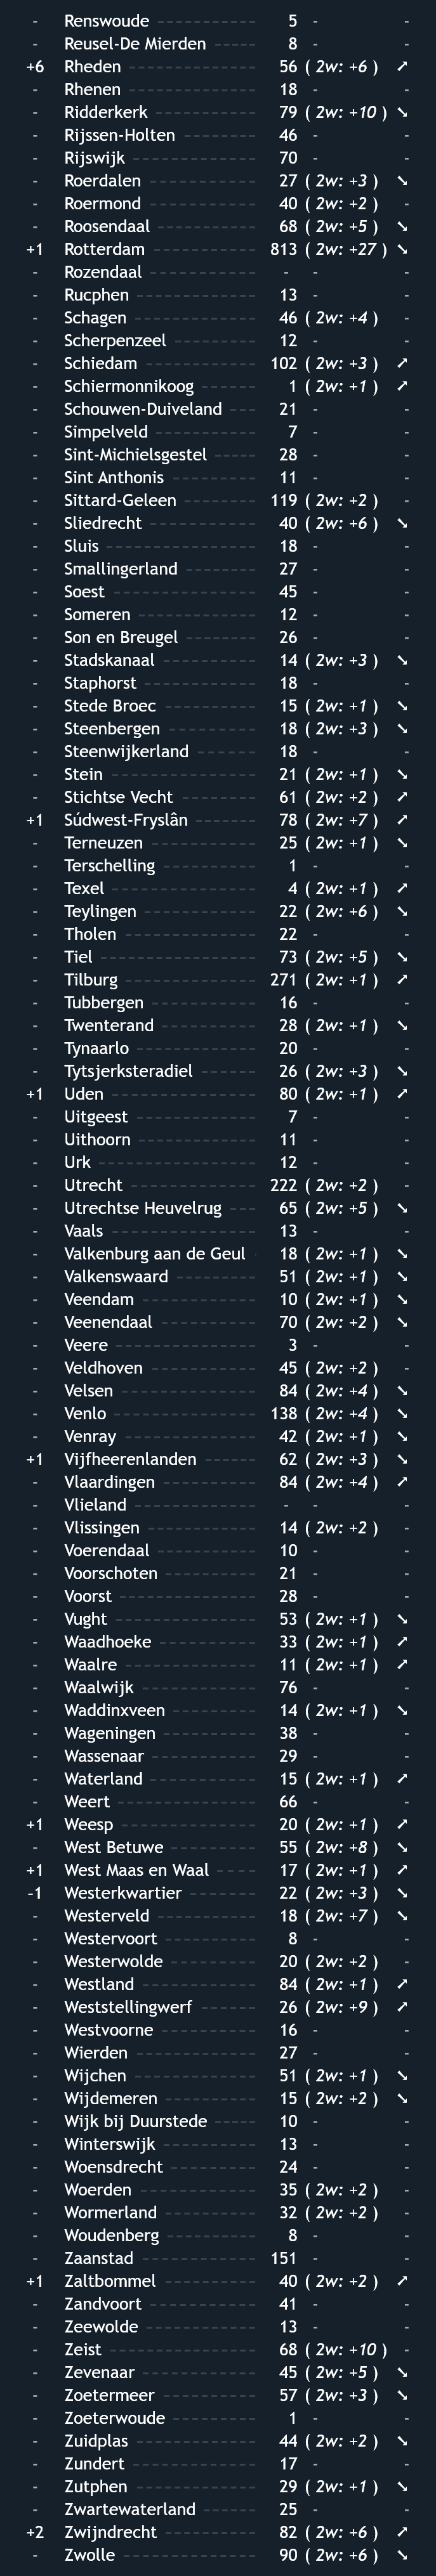 - Renswoude 5 - -
- Reusel-De Mierden 8 - -
+6 Rheden 56 ( 2w: +6 ) ➚
- Rhenen 18 - -
- Ridderkerk 79 ( 2w: +10 ) ➘
- Rijssen-Holten 46 - -
- Rijswijk 70 - -
- Roerdalen 27 ( 2w: +3 ) ➘
- Roermond 40 ( 2w: +2 ) -
- Roosendaal 68 ( 2w: +5 ) ➘
+1 Rotterdam 813 ( 2w: +27 ) ➘
- Rozendaal - - -
- Rucphen 13 - -
- Schagen 46 ( 2w: +4 ) -
- Scherpenzeel 12 - -
- Schiedam 102 ( 2w: +3 ) ➚
- Schiermonnikoog 1 ( 2w: +1 ) ➚
- Schouwen-Duiveland 21 - -
- Simpelveld 7 - -
- Sint-Michielsgestel 28 - -
- Sint Anthonis 11 - -
- Sittard-Geleen 119 ( 2w: +2 ) -
- Sliedrecht 40 ( 2w: +6 ) ➘
- Sluis 18 - -
- Smallingerland 27 - -
- Soest 45 - -
- Someren 12 - -
- Son en Breugel 26 - -
- Stadskanaal 14 ( 2w: +3 ) ➘
- Staphorst 18 - -
- Stede Broec 15 ( 2w: +1 ) ➘
- Steenbergen 18 ( 2w: +3 ) ➘
- Steenwijkerland 18 - -
- Stein 21 ( 2w: +1 ) ➘
- Stichtse Vecht 61 ( 2w: +2 ) ➚
+1 Súdwest-Fryslân 78 ( 2w: +7 ) ➚
- Terneuzen 25 ( 2w: +1 ) ➘
- Terschelling 1 - -
- Texel 4 ( 2w: +1 ) ➚
- Teylingen 22 ( 2w: +6 ) ➘
- Tholen 22 - -
- Tiel 73 ( 2w: +5 ) ➘
- Tilburg 271 ( 2w: +1 ) ➚
- Tubbergen 16 - -
- Twenterand 28 ( 2w: +1 ) ➘
- Tynaarlo 20 - -
- Tytsjerksteradiel 26 ( 2w: +3 ) ➘
+1 Uden 80 ( 2w: +1 ) ➚
- Uitgeest 7 - -
- Uithoorn 11 - -
- Urk 12 - -
- Utrecht 222 ( 2w: +2 ) -
- Utrechtse Heuvelrug 65 ( 2w: +5 ) ➘
- Vaals 13 - -
- Valkenburg aan de Geul 18 ( 2w: +1 ) ➘
- Valkenswaard 51 ( 2w: +1 ) ➘
- Veendam 10 ( 2w: +1 ) ➘
- Veenendaal 70 ( 2w: +2 ) ➘
- Veere 3 - -
- Veldhoven 45 ( 2w: +2 ) -
- Velsen 84 ( 2w: +4 ) ➘
- Venlo 138 ( 2w: +4 ) ➘
- Venray 42 ( 2w: +1 ) ➘
+1 Vijfheerenlanden 62 ( 2w: +3 ) ➘
- Vlaardingen 84 ( 2w: +4 ) ➚
- Vlieland - - -
- Vlissingen 14 ( 2w: +2 ) -
- Voerendaal 10 - -
- Voorschoten 21 - -
- Voorst 28 - -
- Vught 53 ( 2w: +1 ) ➘
- Waadhoeke 33 ( 2w: +1 ) ➚
- Waalre 11 ( 2w: +1 ) ➚
- Waalwijk 76 - -
- Waddinxveen 14 ( 2w: +1 ) ➘
- Wageningen 38 - -
- Wassenaar 29 - -
- Waterland 15 ( 2w: +1 ) ➚
- Weert 66 - -
+1 Weesp 20 ( 2w: +1 ) ➚
- West Betuwe 55 ( 2w: +8 ) ➘
+1 West Maas en Waal 17 ( 2w: +1 ) ➚
-1 Westerkwartier 22 ( 2w: +3 ) ➘
- Westerveld 18 ( 2w: +7 ) ➘
- Westervoort 8 - -
- Westerwolde 20 ( 2w: +2 ) -
- Westland 84 ( 2w: +1 ) ➚
- Weststellingwerf 26 ( 2w: +9 ) ➚
- Westvoorne 16 - -
- Wierden 27 - -
- Wijchen 51 ( 2w: +1 ) ➘
- Wijdemeren 15 ( 2w: +2 ) ➘
- Wijk bij Duurstede 10 - -
- Winterswijk 13 - -
- Woensdrecht 24 - -
- Woerden 35 ( 2w: +2 ) -
- Wormerland 32 ( 2w: +2 ) -
- Woudenberg 8 - -
- Zaanstad 151 - -
+1 Zaltbommel 40 ( 2w: +2 ) ➚
- Zandvoort 41 - -
- Zeewolde 13 - -
- Zeist 68 ( 2w: +10 ) -
- Zevenaar 45 ( 2w: +5 ) ➘
- Zoetermeer 57 ( 2w: +3 ) ➘
- Zoeterwoude 1 - -
- Zuidplas 44 ( 2w: +2 ) ➘
- Zundert 17 - -
- Zutphen 29 ( 2w: +1 ) ➘
- Zwartewaterland 25 - -
+2 Zwijndrecht 82 ( 2w: +6 ) ➚
- Zwolle 90 ( 2w: +6 ) ➘